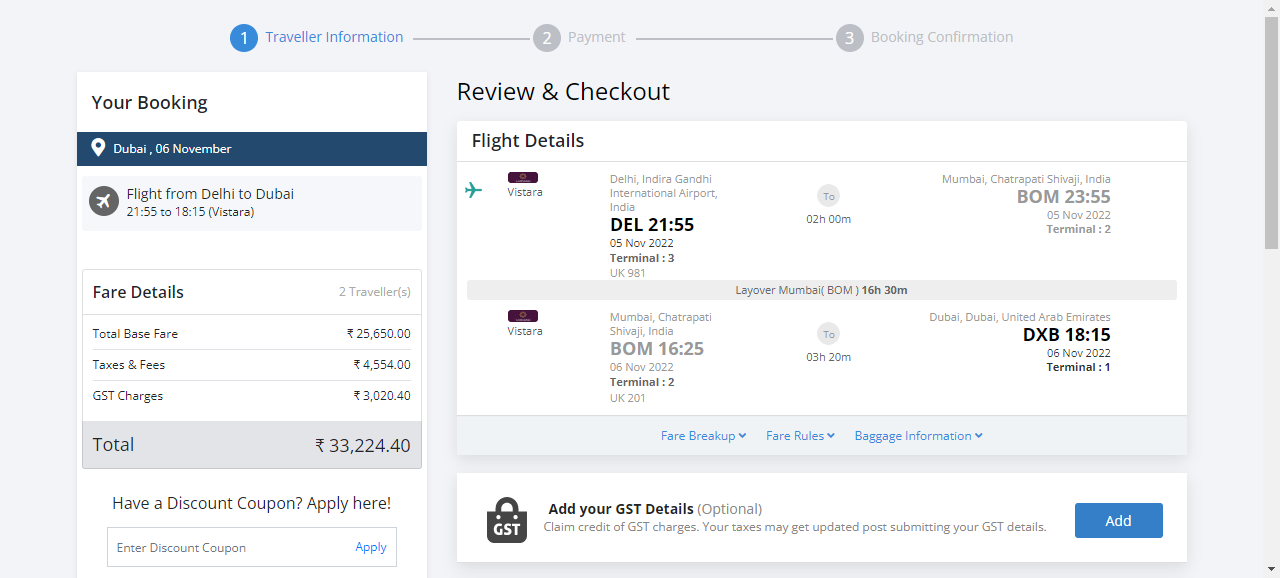 1 Traveller Information
2 Payment
3 Booking Confirmation
Your Booking
Dubai , 06 November
Flight from Delhi to Dubai
21:55 to 18:15 (Vistara)
Fare Details 2 Traveller(s)
Total Base Fare ₹ 25,650.00
Taxes & Fees ₹ 4,554.00
GST Charges ₹ 3,020.40
Total ₹ 33,224.40
Have a Discount Coupon? Apply here!
Enter Discount Coupon Apply
Review & Checkout
Flight Details
Vistara
Delhi, Indira Gandhi
International Airport,
India
DEL 21:55
05 Nov 2022
Terminal : 3
UK 981
To
02h 00m
Mumbai, Chatrapati Shivaji, India
BOM 23:55
05 Nov 2022
Terminal : 2
Layover Mumbai( BOM ) 16h 30m
Vistara
Mumbai, Chatrapati
Shivaji, India
BOM 16:25
06 Nov 2022
Terminal : 2
UK 201
To
03h 20m
Dubai, Dubai, United Arab Emirates
DXB 18:15
06 Nov 2022
Terminal : 1
Fare Breakup Fare Rules Baggage Information
GST
Add your GST Details (Optional)
Claim credit of GST charges. Your taxes may get updated post submitting your GST details.
Add